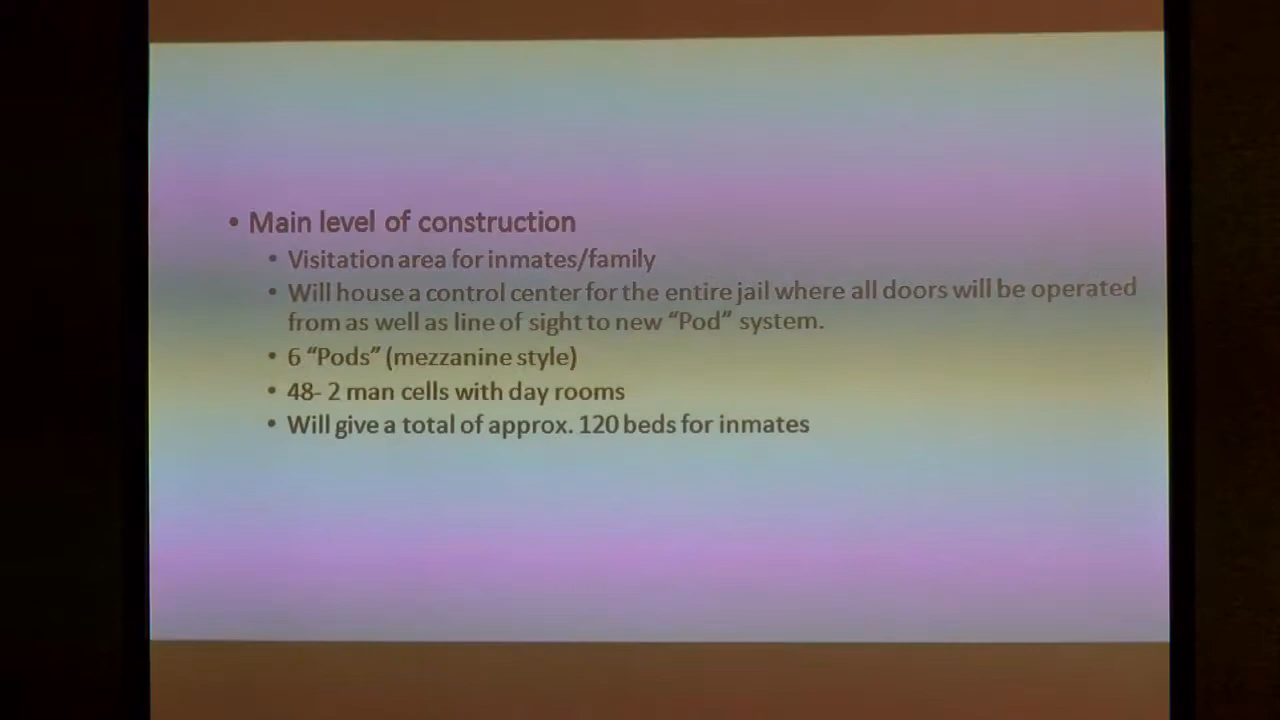 • Main level of construction
• Visitation area for inmates/family
• Will house a control center for the entire jail where all doors will be operated
from as well as line of sight to new “Pod” system.
• 6 “Pods” (mezzanine style)
• 48- 2 man cells with day rooms
• Will give a total of approx. 120 beds for inmates